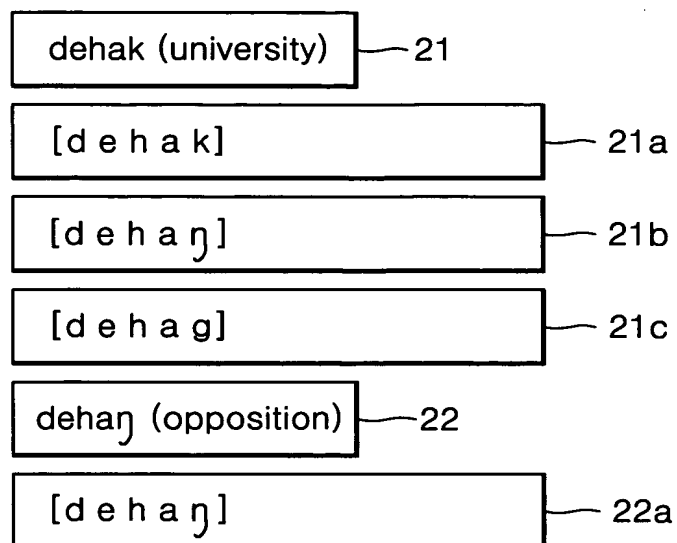 dehak (university) 21
[d e h a k] 21a
[d e h a ŋ] 21b
[d e h a g] 21c
dehaŋ (opposition) 22
[d e h a ŋ] 22a